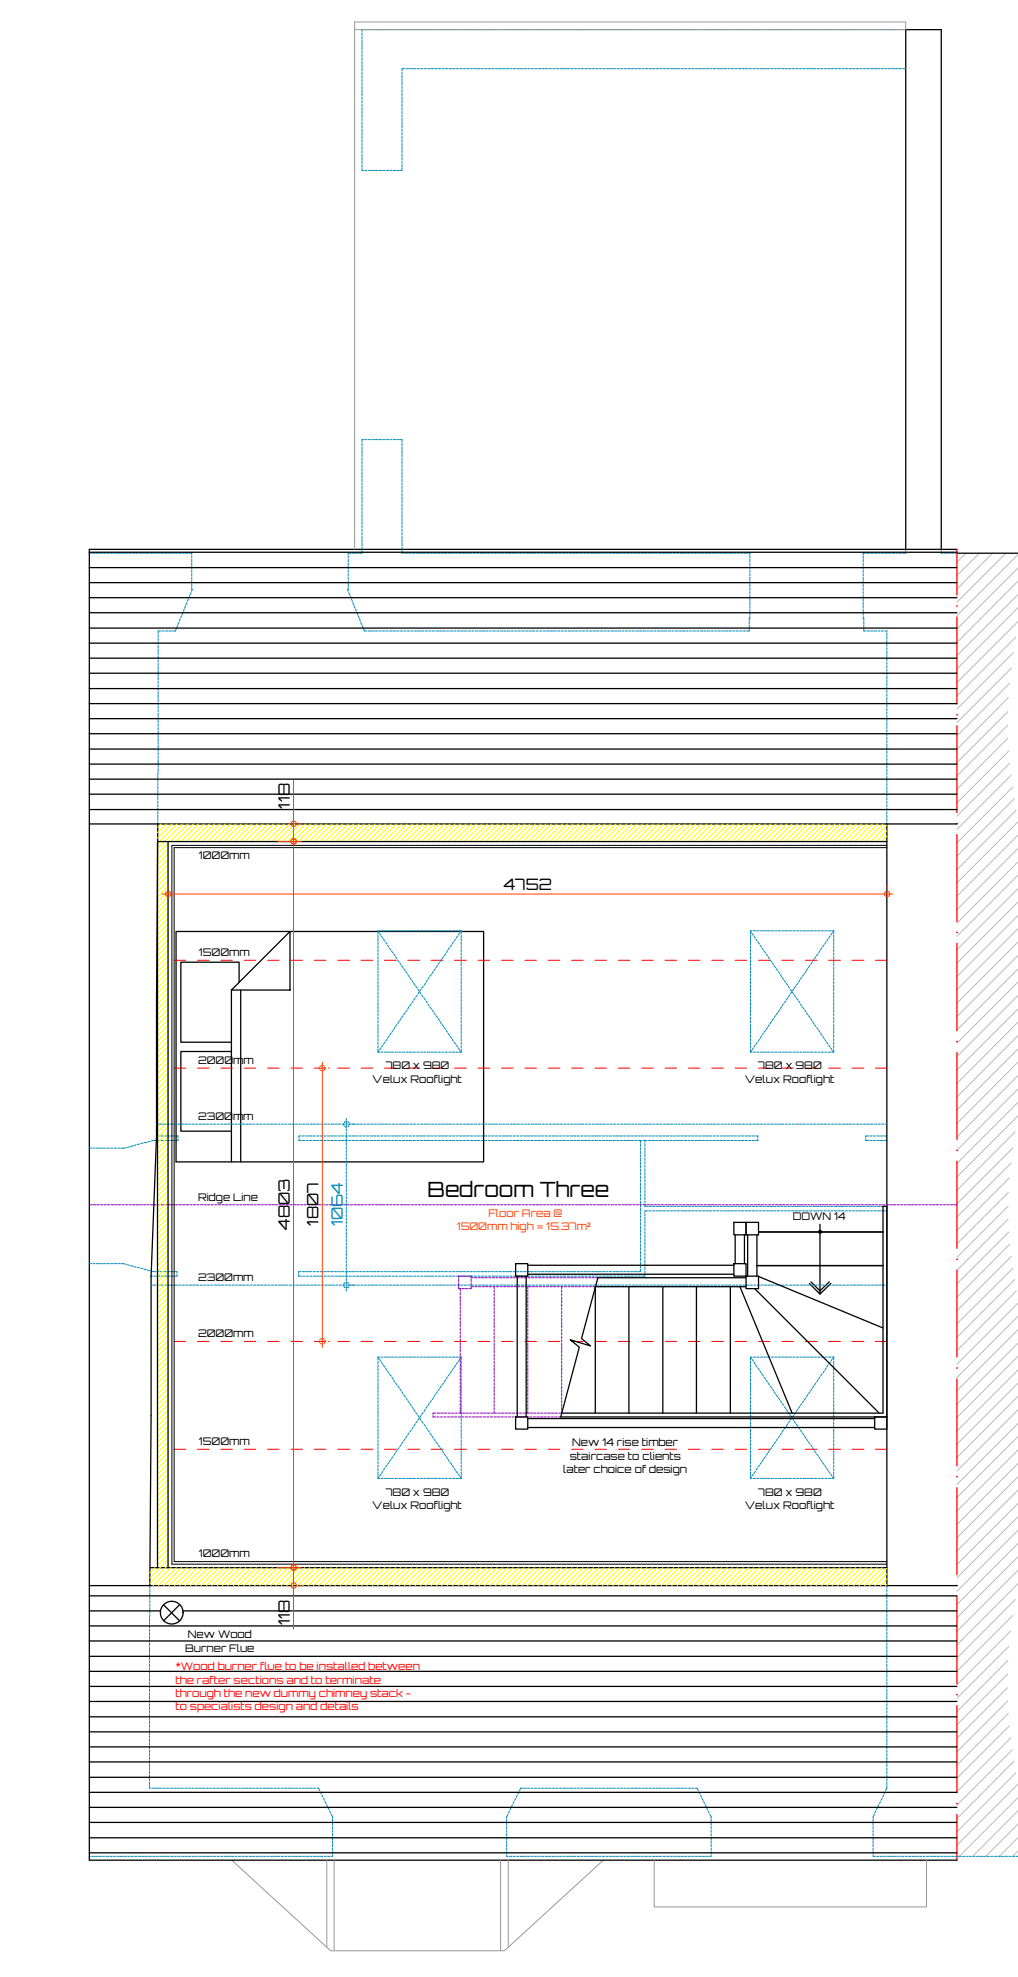 118
1000mm
4752
1500mm
2000mm
780 x 980
Velux Rooflight
780 x 980
Velux Rooflight
2300mm
Ridge Line
4803
1807
1064
Bedroom Three
Floor Area @
1500mm high = 15.37m²
DOWN 14
2300mm
2000mm
1500mm
New 14 rise timber
staircase to clients
later choice of design
780 x 980
Velux Rooflight
780 x 980
Velux Rooflight
1000mm
118
New Wood
Burner Flue
*Wood burner flue to be installed between
the rafter sections and to terminate
through the new dummy chimney stack -
to specialists design and details